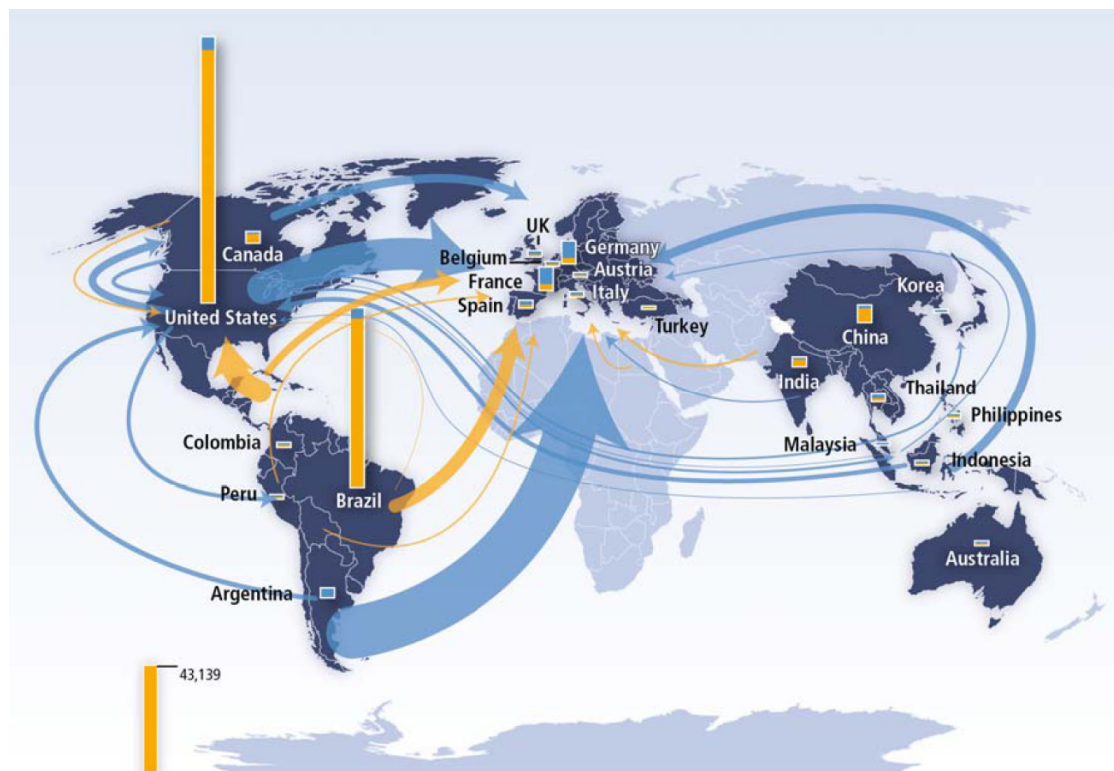 UK
Canada
Belgium
Germany
France
Austria
Korea
Spain
Italy
United States
Turkey
China
India
Thailand
Philippines
Colombia
Malaysia
Indonesia
Peru
Brazil
Australia
Argentina
43,139